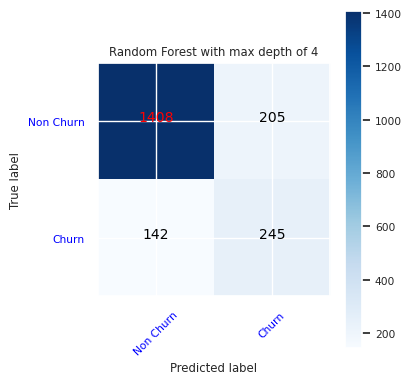 Random Forest with max depth of 4
True label
Non Churn
1408
205
Churn
142
245
Non Churn
Churn
Predicted label
1400
1200
1000
800
600
400
200